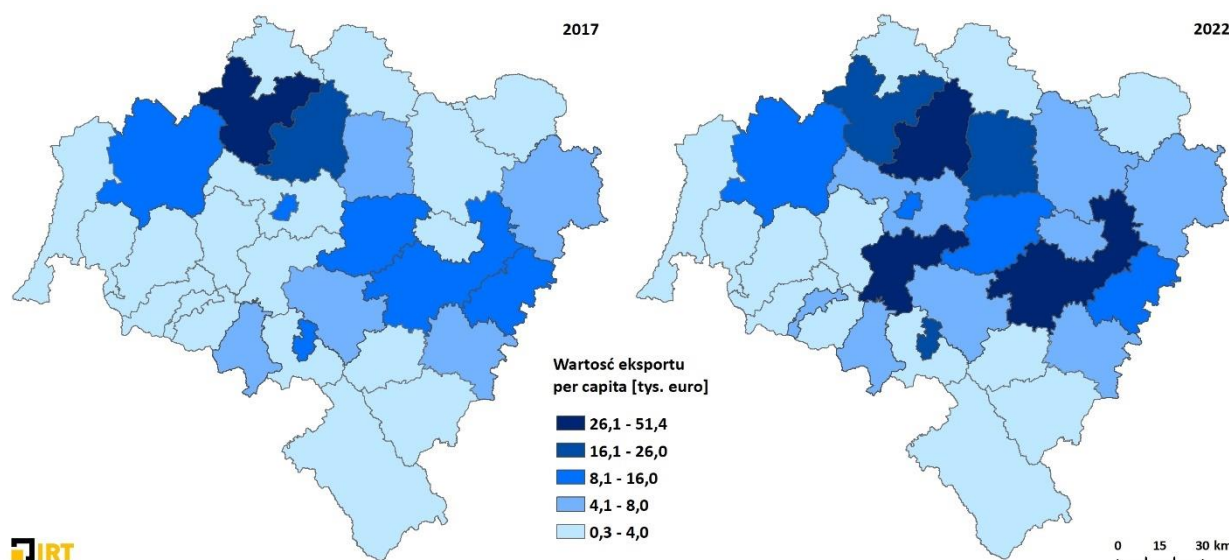 2017
2022
Wartosć eksportu
per capita [tys. euro]
26,1 - 51,4
16,1 - 26,0
8,1 - 16,0
4,1 - 8,0
0,3 - 4,0
IRT
0 15 30 km